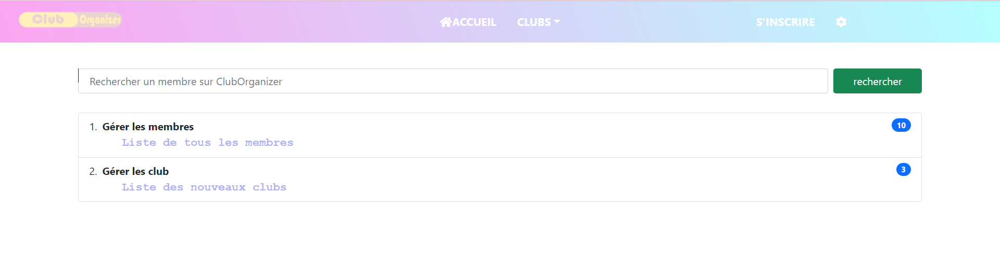 Club Organizer ACCUEIL CLUBS S'INSCRIRE
Rechercher un membre sur ClubOrganizer rechercher
1. Gérer les membres 10
Liste de tous les membres
2. Gérer les club 3
Liste des nouveaux clubs